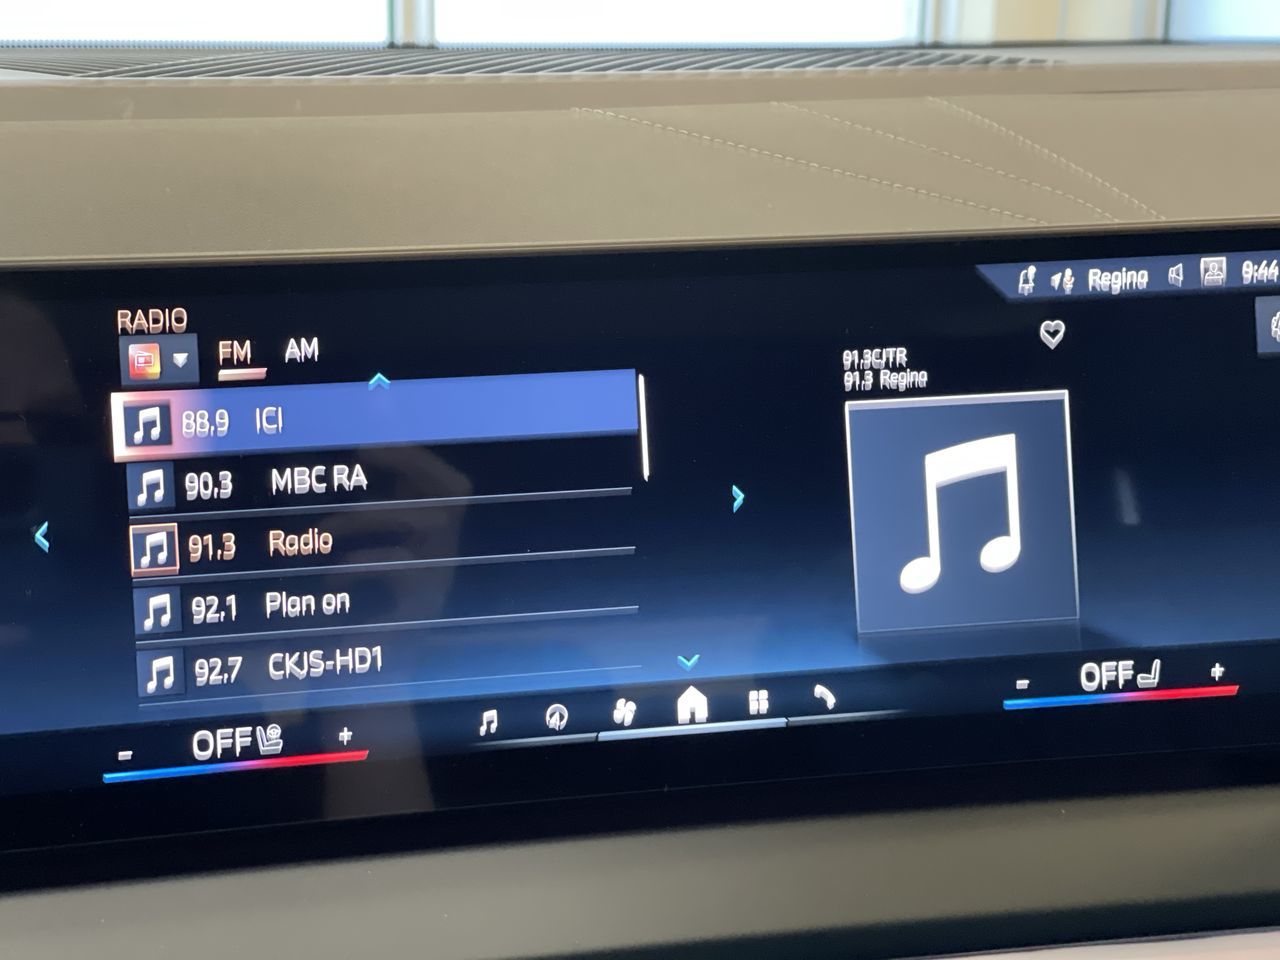 Regina 9:44
RADIO
FM AM
88.9 ICI
90.3 MBC RA
91.3 Radio
92.1 Plan on
92.7 CKJS-HD1
91.3CJTR
91.3 Regina
- OFF +
- OFF +